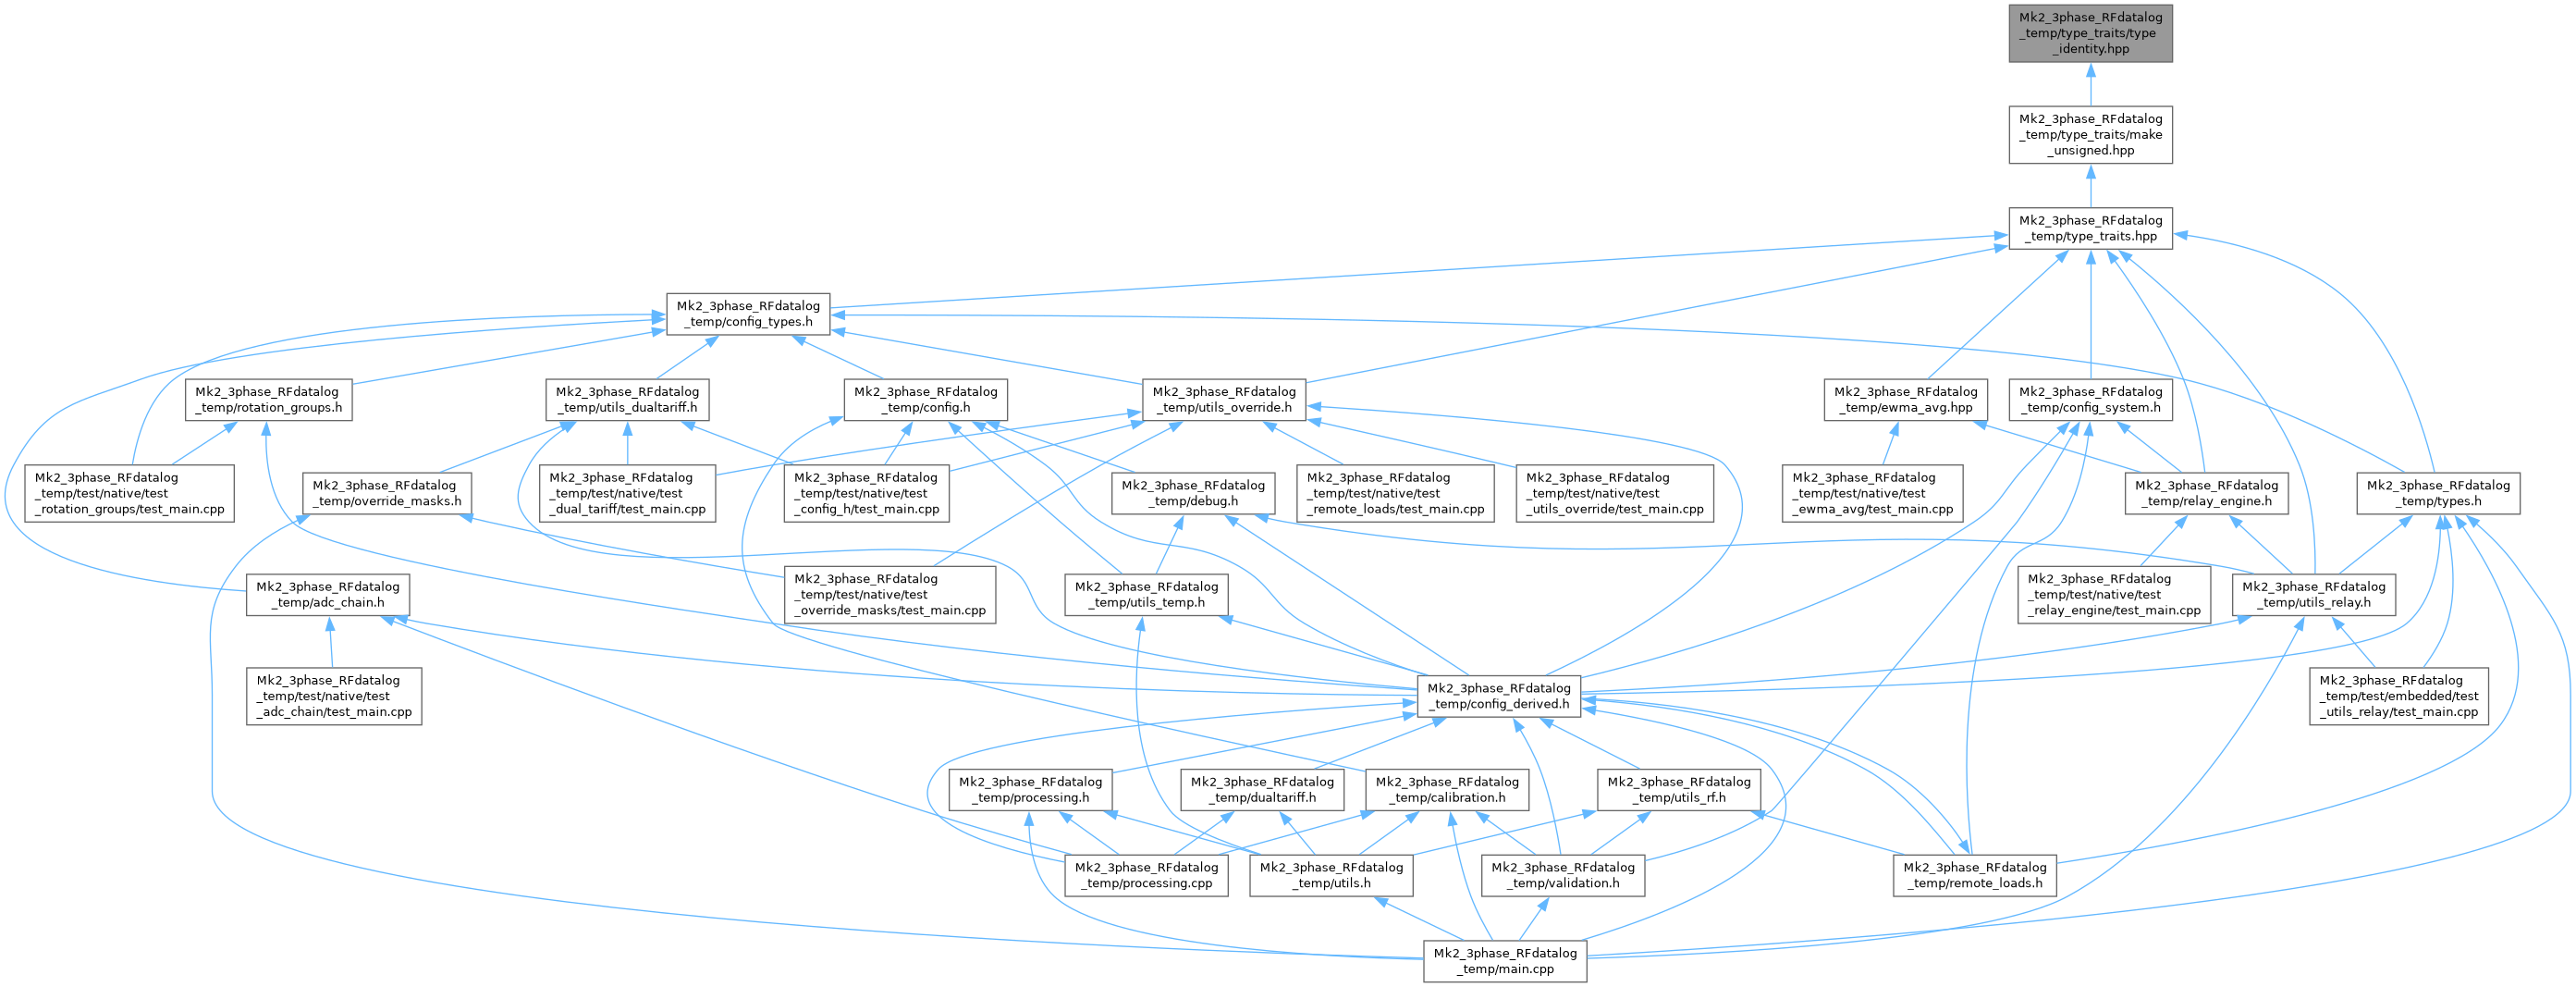 Mk2_3phase_RFdatalog
_temp/type_traits/type
_identity.hpp
Mk2_3phase_RFdatalog
_temp/type_traits/make
_unsigned.hpp
Mk2_3phase_RFdatalog
_temp/type_traits.hpp
Mk2_3phase_RFdatalog
_temp/config_types.h
Mk2_3phase_RFdatalog
_temp/rotation_groups.h
Mk2_3phase_RFdatalog
_temp/utils_dualtariff.h
Mk2_3phase_RFdatalog
_temp/config.h
Mk2_3phase_RFdatalog
_temp/utils_override.h
Mk2_3phase_RFdatalog
_temp/ewma_avg.hpp
Mk2_3phase_RFdatalog
_temp/config_system.h
Mk2_3phase_RFdatalog
_temp/test/native/test
_rotation_groups/test_main.cpp
Mk2_3phase_RFdatalog
_temp/override_masks.h
Mk2_3phase_RFdatalog
_temp/test/native/test
_dual_tariff/test_main.cpp
Mk2_3phase_RFdatalog
_temp/test/native/test
_config_h/test_main.cpp
Mk2_3phase_RFdatalog
_temp/debug.h
Mk2_3phase_RFdatalog
_temp/test/native/test
_remote_loads/test_main.cpp
Mk2_3phase_RFdatalog
_temp/test/native/test
_utils_override/test_main.cpp
Mk2_3phase_RFdatalog
_temp/test/native/test
_ewma_avg/test_main.cpp
Mk2_3phase_RFdatalog
_temp/relay_engine.h
Mk2_3phase_RFdatalog
_temp/types.h
Mk2_3phase_RFdatalog
_temp/adc_chain.h
Mk2_3phase_RFdatalog
_temp/test/native/test
_override_masks/test_main.cpp
Mk2_3phase_RFdatalog
_temp/utils_temp.h
Mk2_3phase_RFdatalog
_temp/test/native/test
_relay_engine/test_main.cpp
Mk2_3phase_RFdatalog
_temp/utils_relay.h
Mk2_3phase_RFdatalog
_temp/test/native/test
_adc_chain/test_main.cpp
Mk2_3phase_RFdatalog
_temp/config_derived.h
Mk2_3phase_RFdatalog
_temp/test/embedded/test
_utils_relay/test_main.cpp
Mk2_3phase_RFdatalog
_temp/processing.h
Mk2_3phase_RFdatalog
_temp/dualtariff.h
Mk2_3phase_RFdatalog
_temp/calibration.h
Mk2_3phase_RFdatalog
_temp/utils_rf.h
Mk2_3phase_RFdatalog
_temp/processing.cpp
Mk2_3phase_RFdatalog
_temp/utils.h
Mk2_3phase_RFdatalog
_temp/validation.h
Mk2_3phase_RFdatalog
_temp/remote_loads.h
Mk2_3phase_RFdatalog
_temp/main.cpp